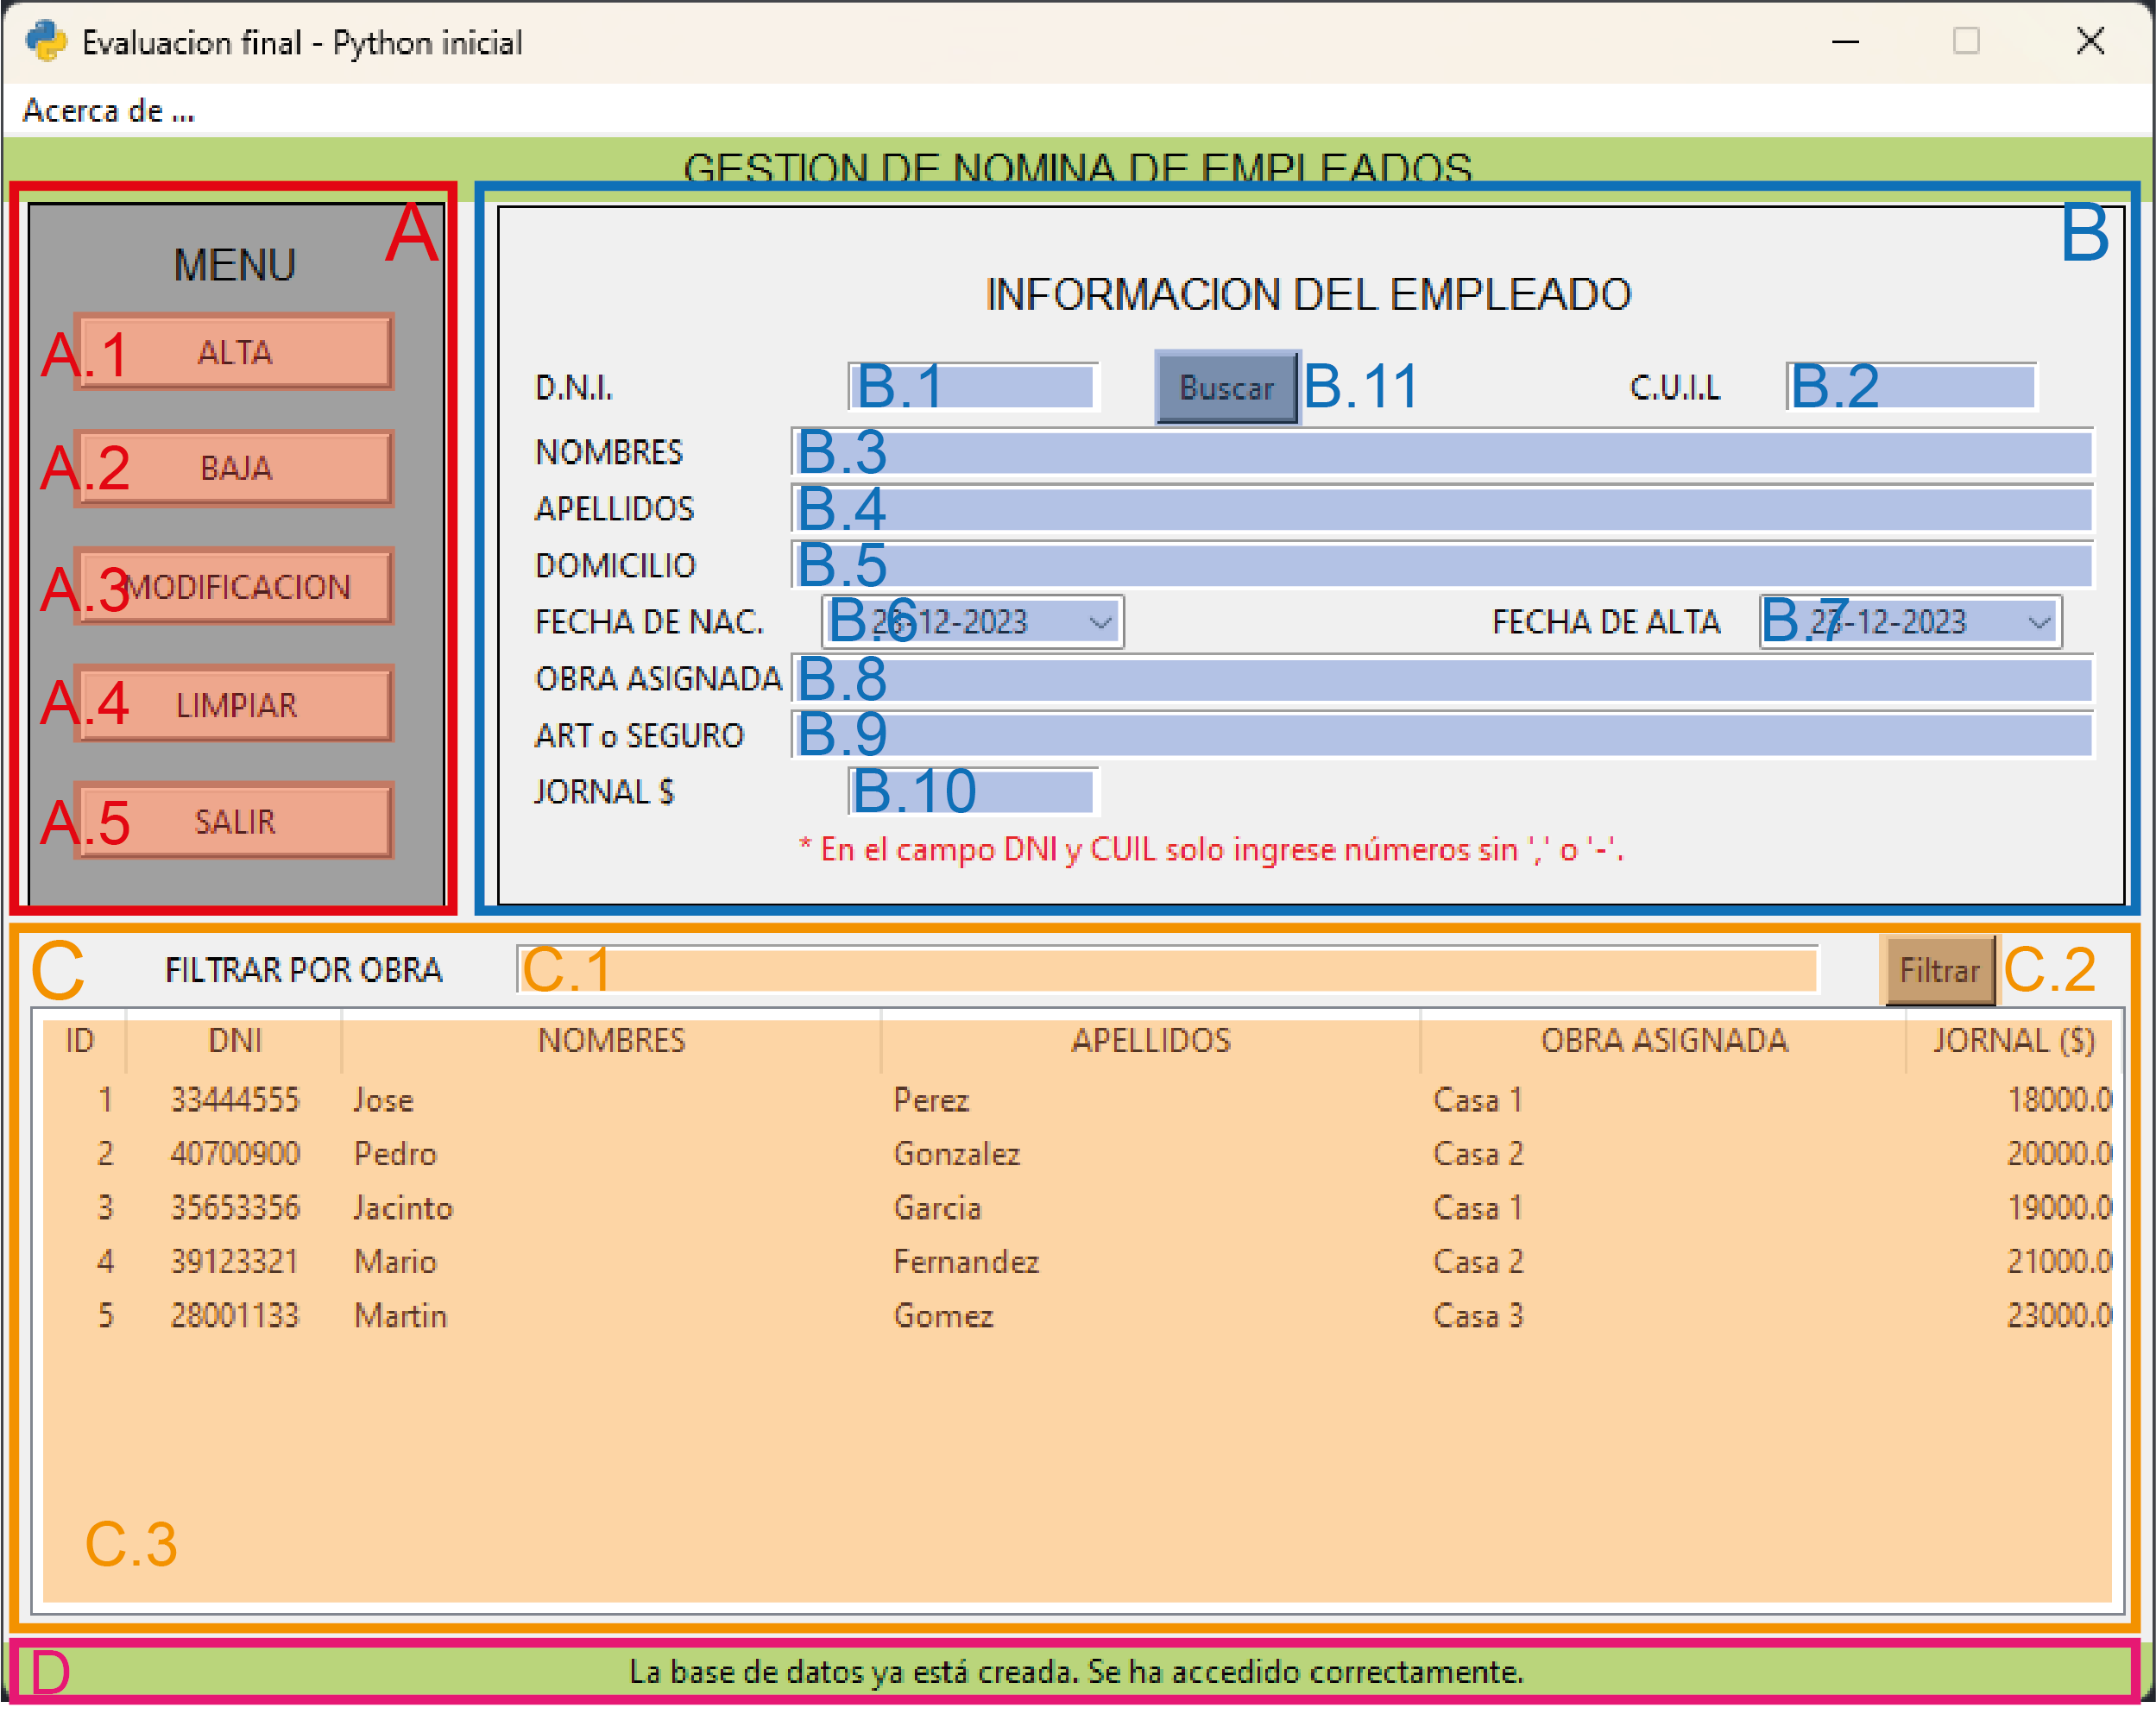 Evaluacion final - Python inicial
Acerca de ...
GESTION DE NOMINA DE EMPLEADOS
A
MENU
A.1 ALTA
A.2 BAJA
A.3 MODIFICACION
A.4 LIMPIAR
A.5 SALIR
B
INFORMACION DEL EMPLEADO
D.N.I. B.1 Buscar B.11 C.U.I.L B.2
NOMBRES B.3
APELLIDOS B.4
DOMICILIO B.5
FECHA DE NAC. B.6 23-12-2023 FECHA DE ALTA B.7 23-12-2023
OBRA ASIGNADA B.8
ART o SEGURO B.9
JORNAL $ B.10
* En el campo DNI y CUIL solo ingrese números sin ',' o '-'.
C FILTRAR POR OBRA C.1 Filtrar C.2
ID DNI NOMBRES APELLIDOS OBRA ASIGNADA JORNAL ($)
1 33444555 Jose Perez Casa 1 18000.0
2 40700900 Pedro Gonzalez Casa 2 20000.0
3 35653356 Jacinto Garcia Casa 1 19000.0
4 39123321 Mario Fernandez Casa 2 21000.0
5 28001133 Martin Gomez Casa 3 23000.0
C.3
D La base de datos ya está creada. Se ha accedido correctamente.